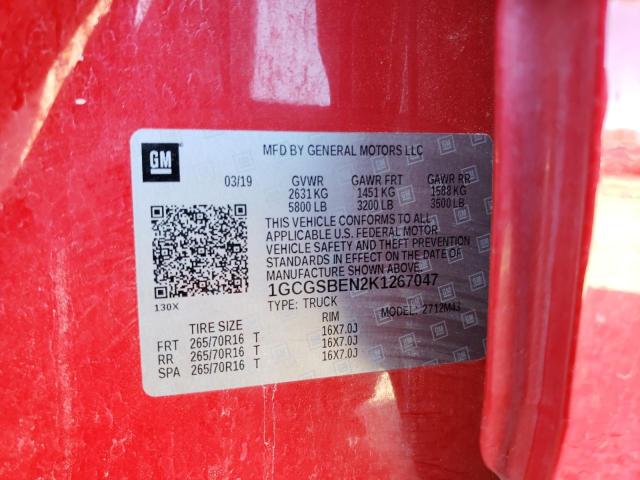 GM
MFD BY GENERAL MOTORS LLC
03/19 GVWR GAWR FRT GAWR RR
2631 KG 1451 KG 1588 KG
5800 LB 3200 LB 3500 LB
THIS VEHICLE CONFORMS TO ALL
APPLICABLE U.S. FEDERAL MOTOR
VEHICLE SAFETY AND THEFT PREVENTION
STANDARDS IN EFFECT ON THE DATE OF
MANUFACTURE SHOWN ABOVE.
1GCGSBEN2K1267047
130X TYPE: TRUCK MODEL: 2712M43
TIRE SIZE RIM
FRT 265/70R16 T 16X7.0J
RR 265/70R16 T 16X7.0J
SPA 265/70R16 T 16X7.0J